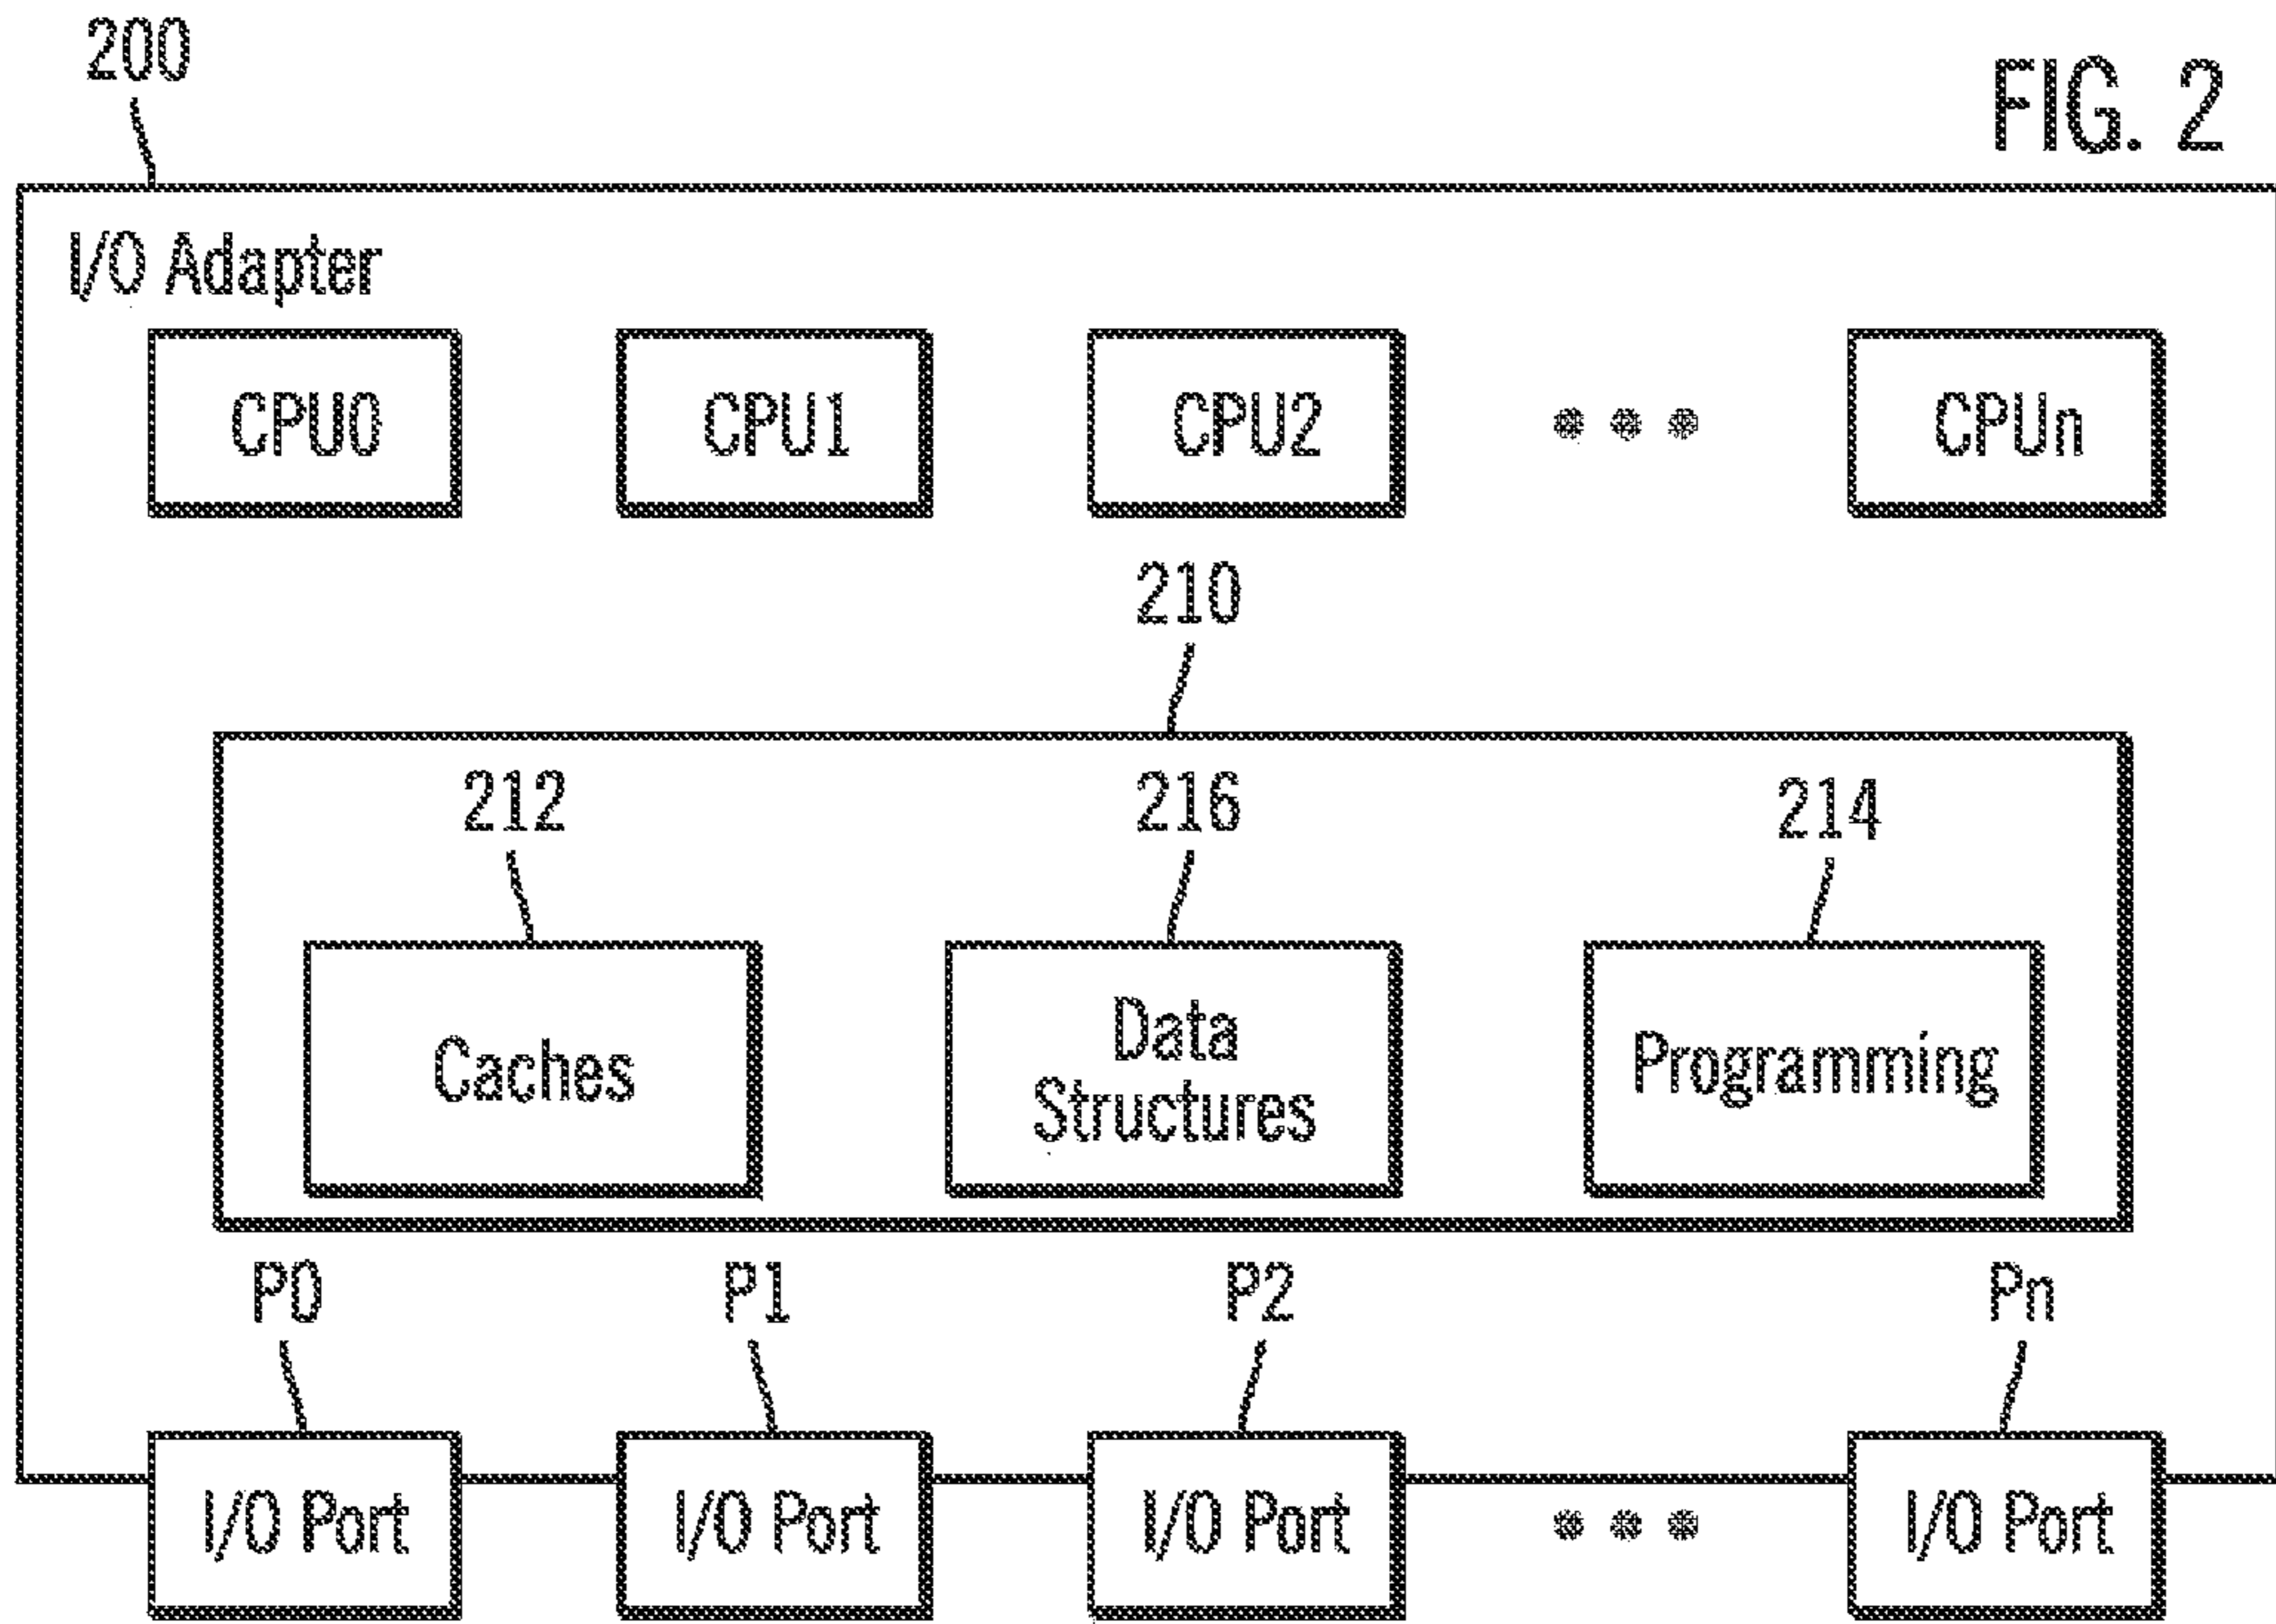 200
FIG. 2
I/O Adapter
CPU0 CPU1 CPU2 CPUn
210
212 216 214
Caches
Data
Structures
Programming
P0 P1 P2 Pn
I/O Port I/O Port I/O Port I/O Port